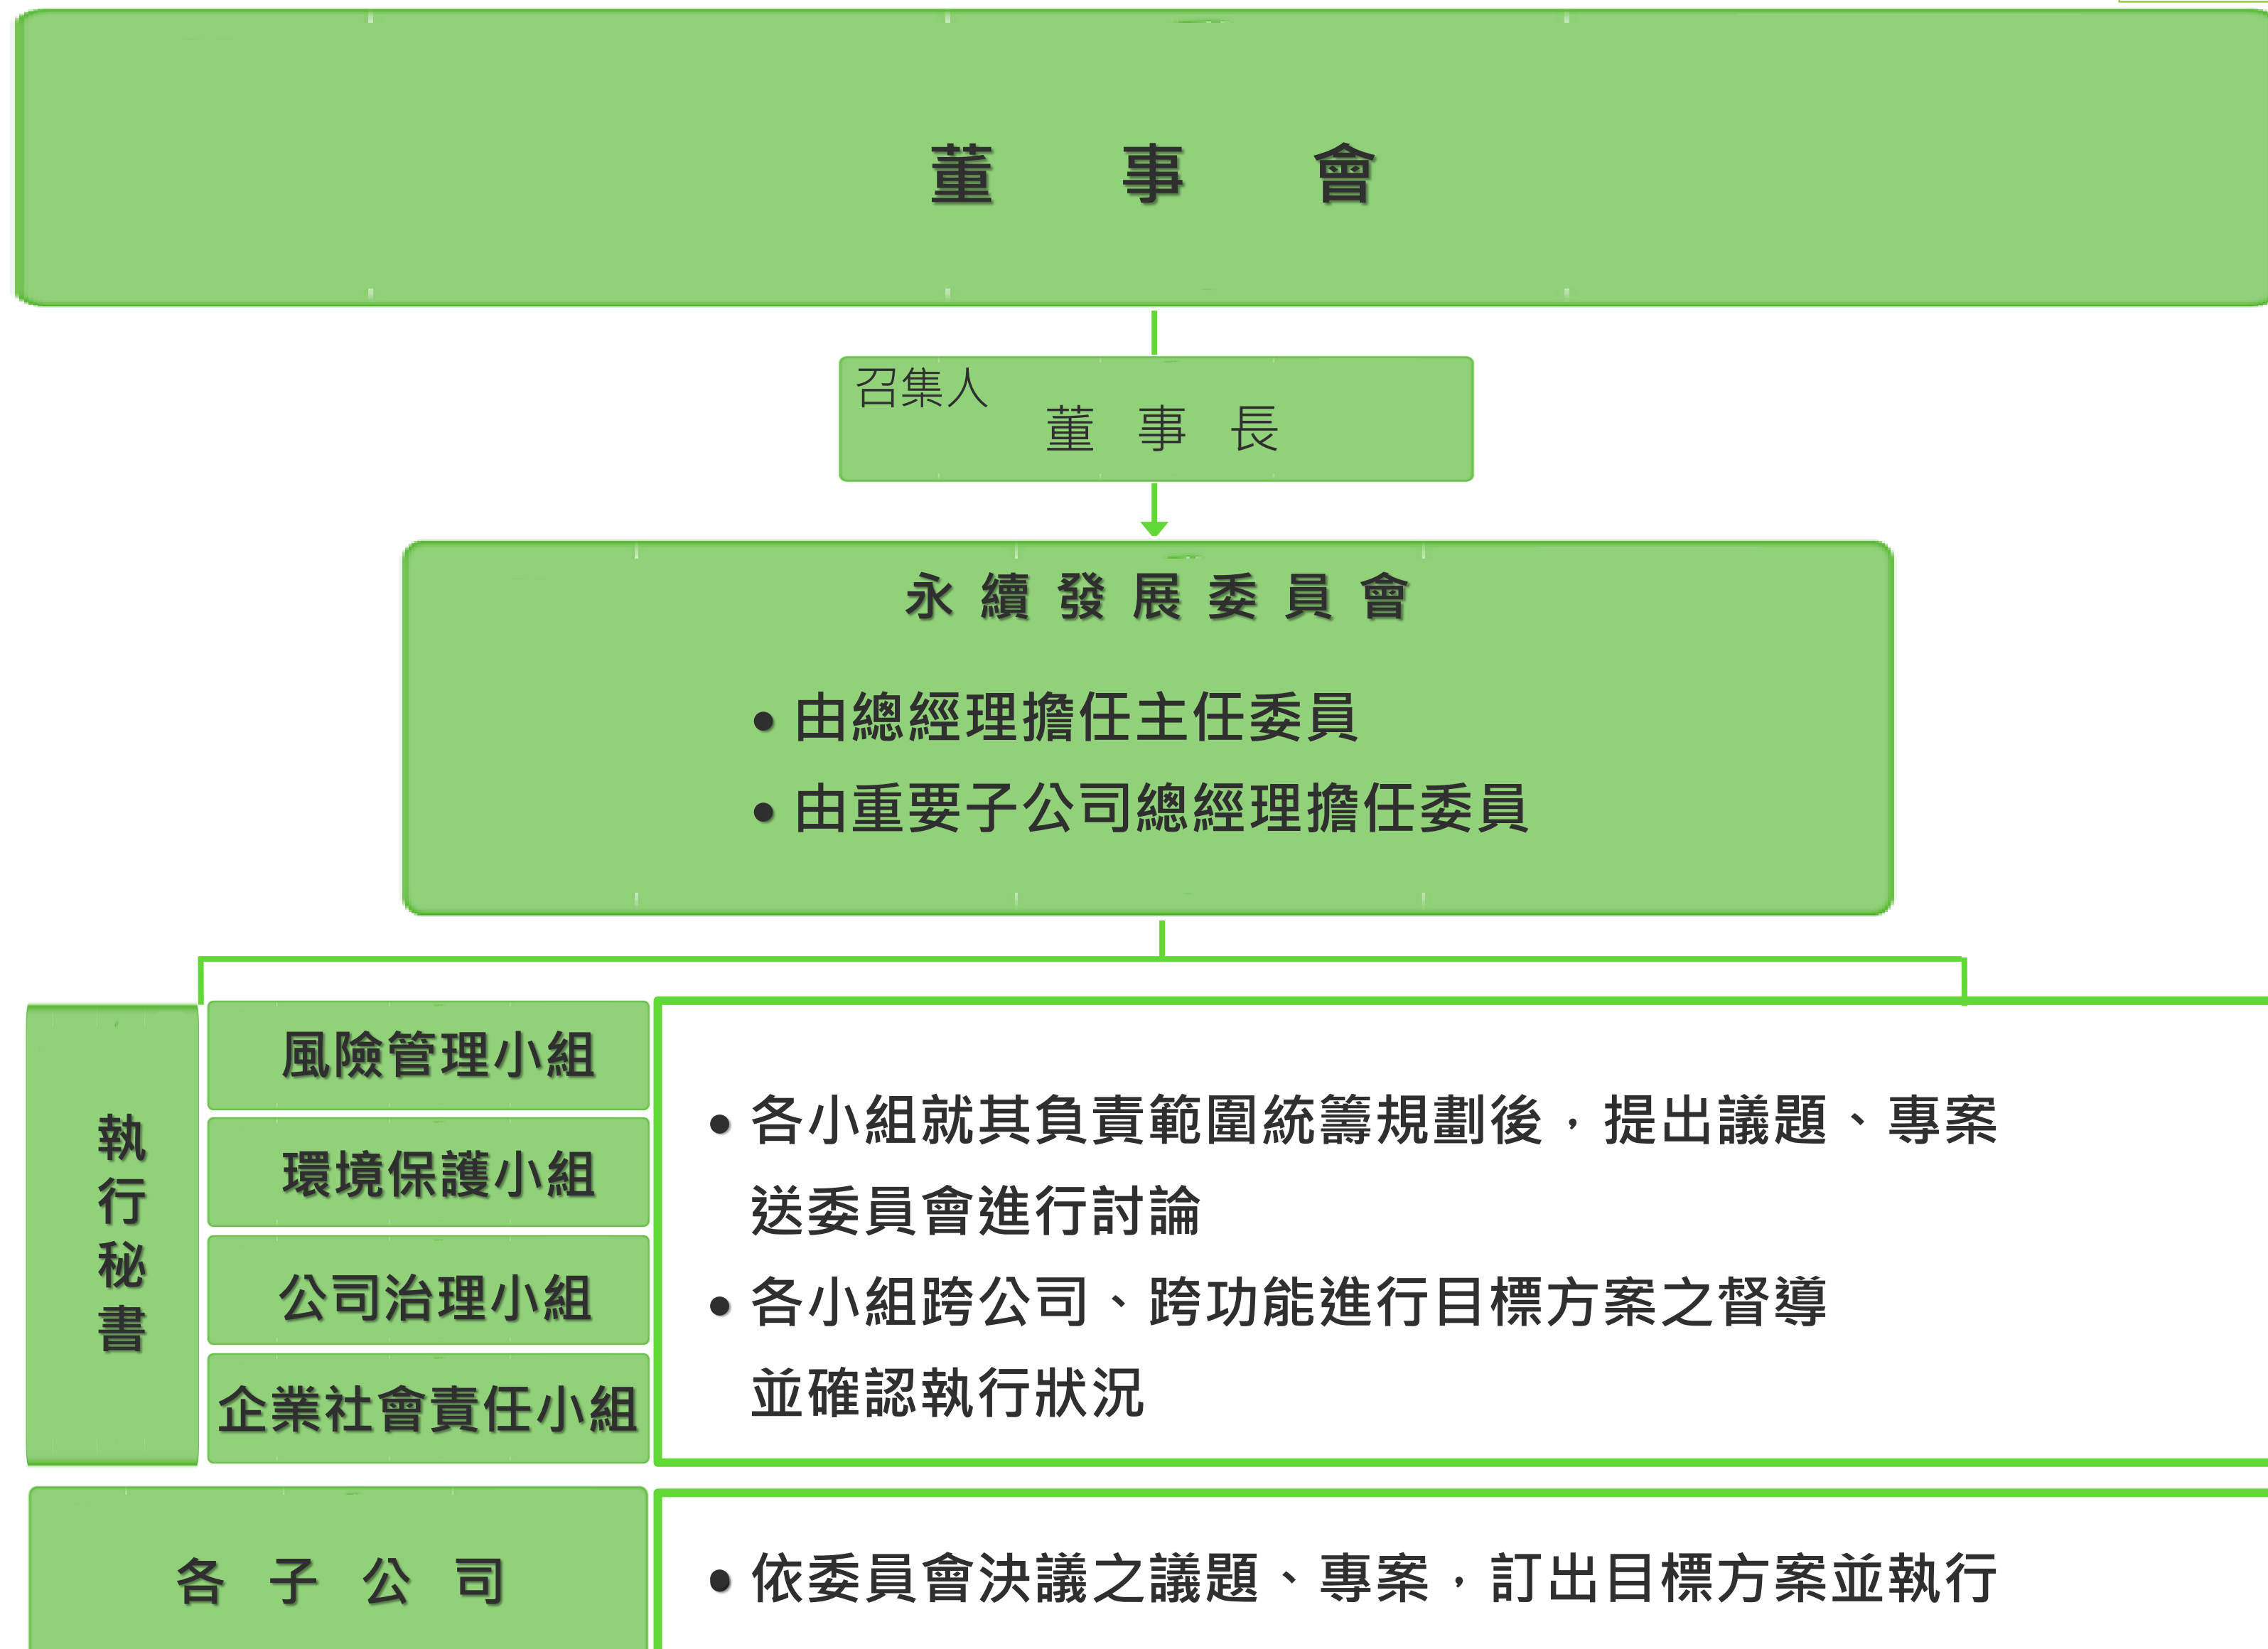 董事會
召集人
董事長
永續發展委員會
• 由總經理擔任主任委員
• 由重要子公司總經理擔任委員
執行秘書
風險管理小組
環境保護小組
公司治理小組
企業社會責任小組
• 各小組就其負責範圍統籌規劃後，提出議題、專案
送委員會進行討論
• 各小組跨公司、跨功能進行目標方案之督導
並確認執行狀況
各子公司
• 依委員會決議之議題、專案，訂出目標方案並執行